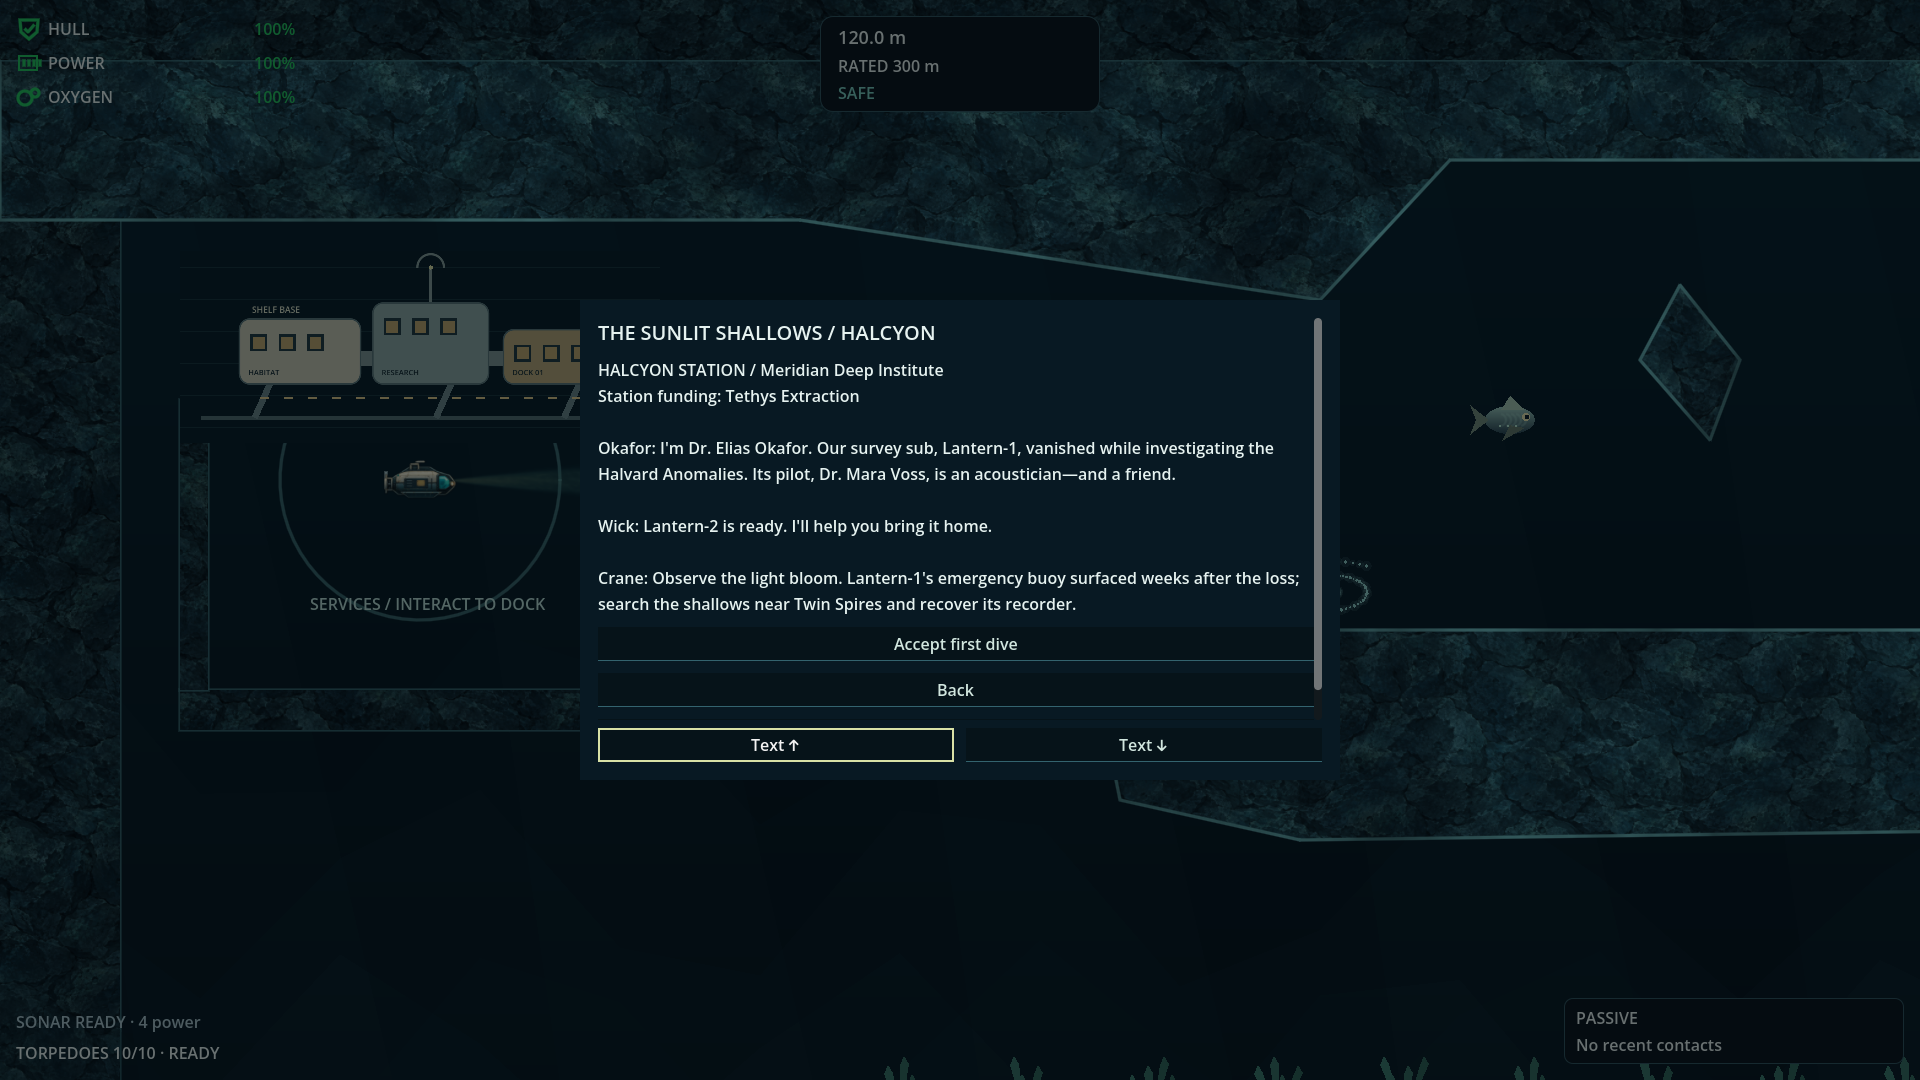 HULL 100%
POWER 100%
OXYGEN 100%
120.0 m
RATED 300 m
SAFE
SHELF BASE
HABITAT
RESEARCH
DOCK 01
SERVICES / INTERACT TO DOCK
THE SUNLIT SHALLOWS / HALCYON
HALCYON STATION / Meridian Deep Institute
Station funding: Tethys Extraction
Okafor: I'm Dr. Elias Okafor. Our survey sub, Lantern-1, vanished while investigating the
Halvard Anomalies. Its pilot, Dr. Mara Voss, is an acoustician—and a friend.
Wick: Lantern-2 is ready. I'll help you bring it home.
Crane: Observe the light bloom. Lantern-1's emergency buoy surfaced weeks after the loss;
search the shallows near Twin Spires and recover its recorder.
Accept first dive
Back
Text ↑
Text ↓
SONAR READY · 4 power
TORPEDOES 10/10 · READY
PASSIVE
No recent contacts